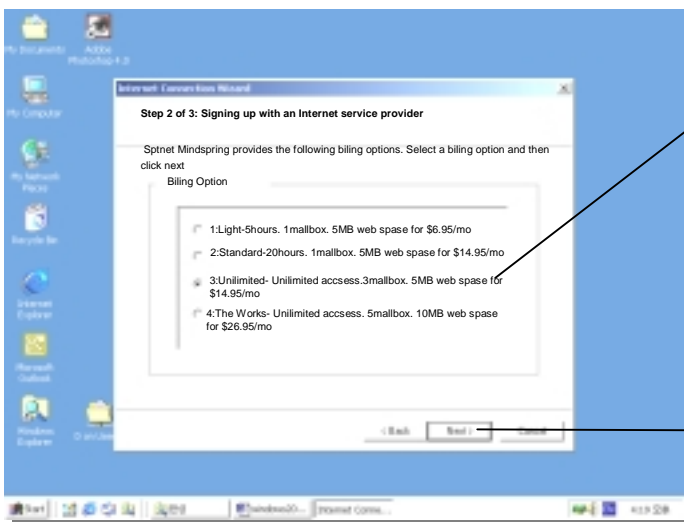 My Documents
Adobe
Photoshop 4.0
Internet Connection Wizard
My Computer
Step 2 of 3: Signing up with an Internet service provider
Sptnet Mindspring provides the following biling options. Select a biling option and then
click next
My Network
Places
Biling Option
1:Light-5hours. 1mallbox. 5MB web spase for $6.95/mo
Recycle Bin
2:Standard-20hours. 1mallbox. 5MB web spase for $14.95/mo
3:Unilimited- Unilimited accsess.3mallbox. 5MB web spase for
$14.95/mo
Internet
Explorer
4:The Works- Unilimited accsess. 5mallbox. 10MB web spase
for $26.95/mo
Microsoft
Outlook
Windows
Explorer
< Back Next > Cancel
Start
windows20...
Internet Conne...